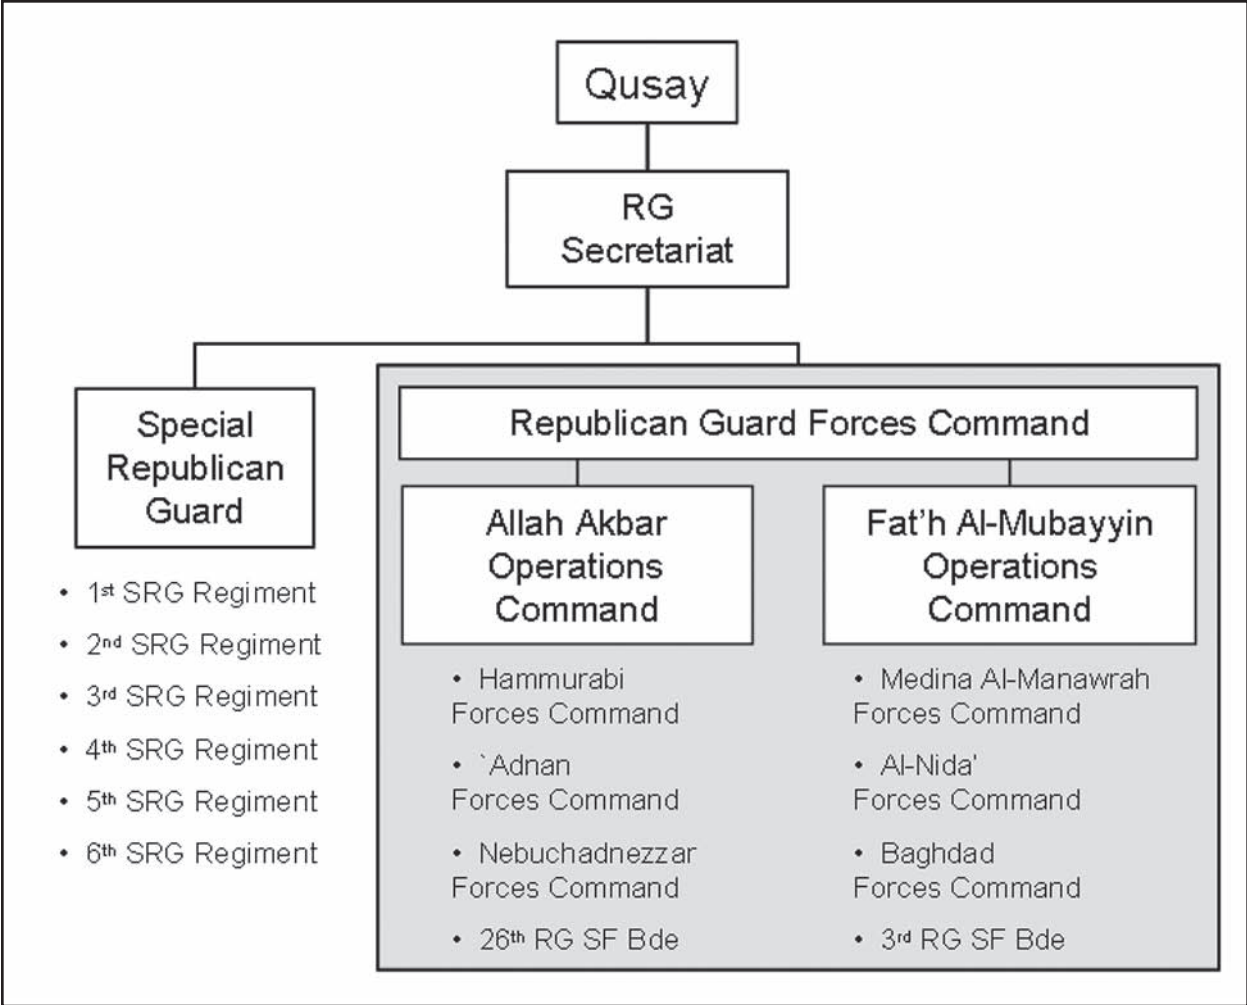 Qusay
RG
Secretariat
Special
Republican
Guard
• 1st SRG Regiment
• 2nd SRG Regiment
• 3rd SRG Regiment
• 4th SRG Regiment
• 5th SRG Regiment
• 6th SRG Regiment
Republican Guard Forces Command
Allah Akbar
Operations
Command
• Hammurabi
Forces Command
• `Adnan
Forces Command
• Nebuchadnezzar
Forces Command
• 26th RG SF Bde
Fat’h Al-Mubayyin
Operations
Command
• Medina Al-Manawrah
Forces Command
• Al-Nida'
Forces Command
• Baghdad
Forces Command
• 3rd RG SF Bde